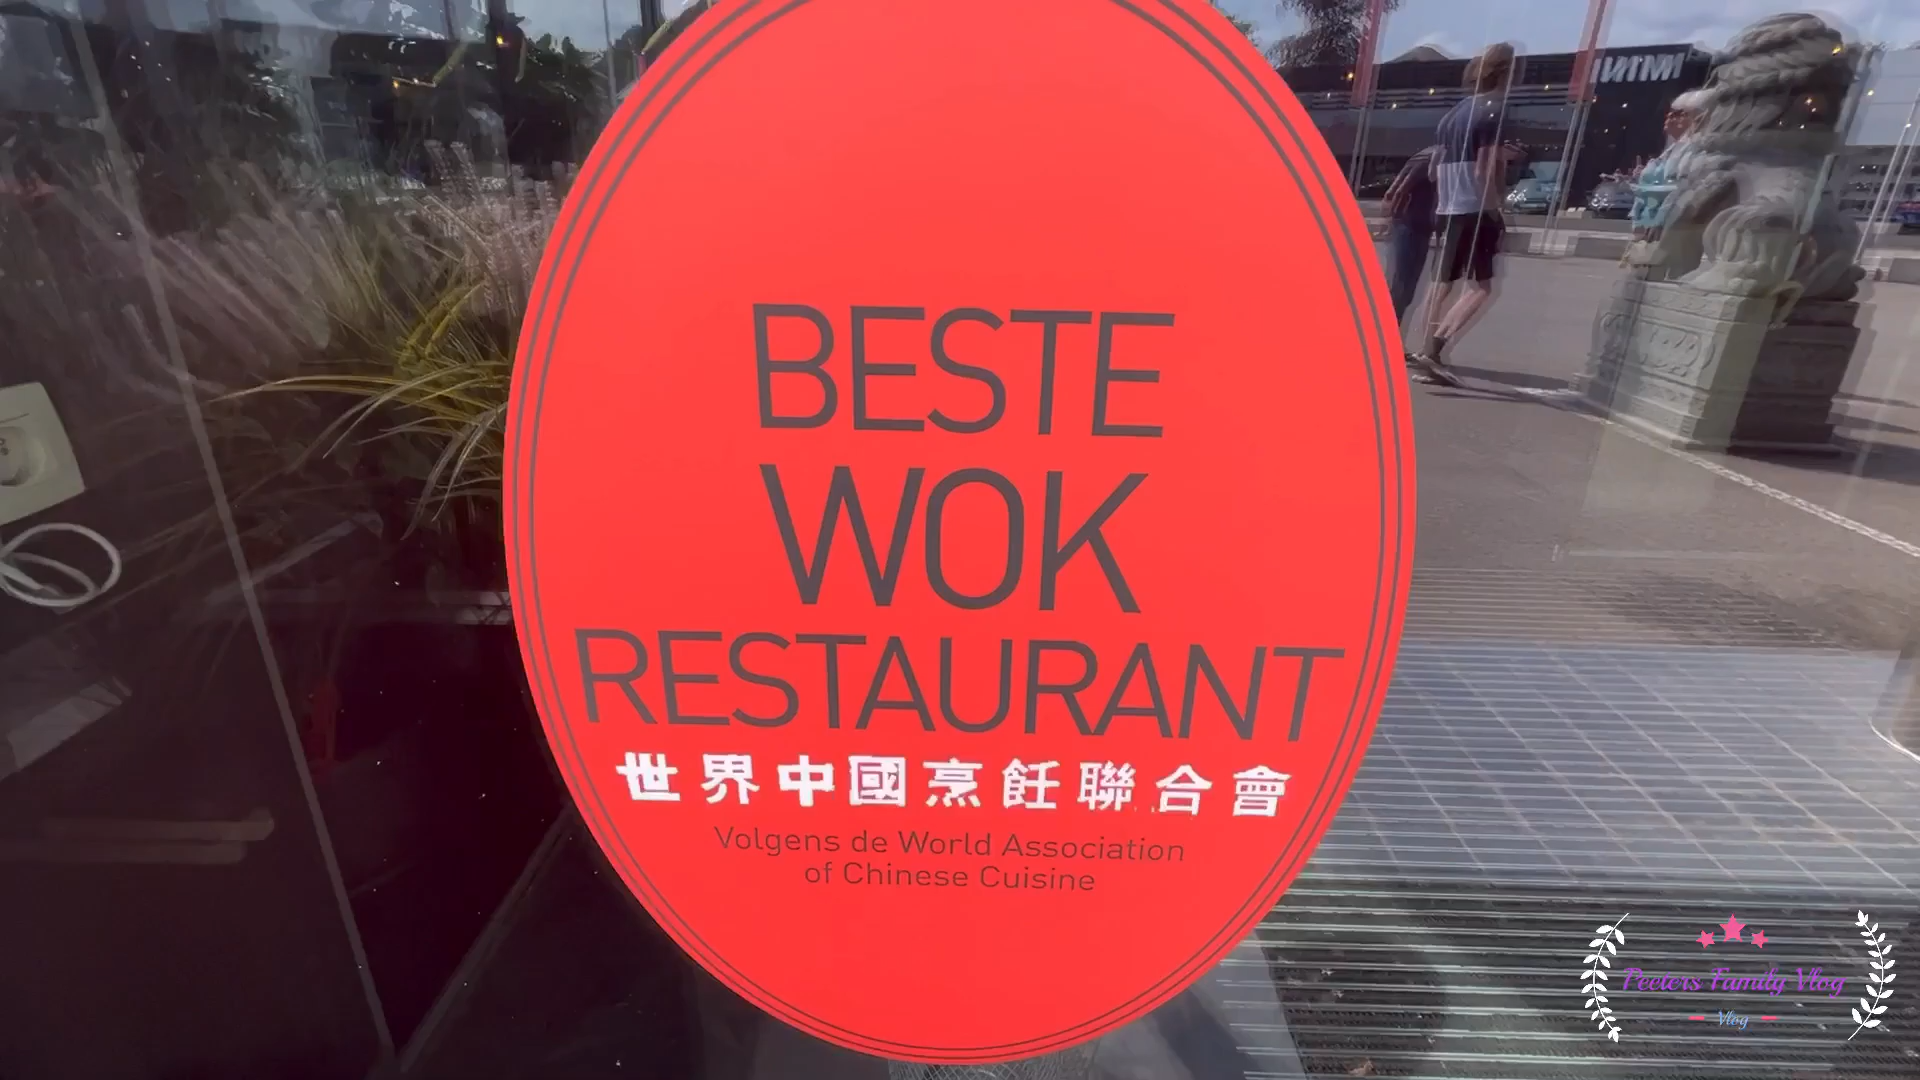 MINI
BESTE
WOK
RESTAURANT
世界中國烹飪聯合會
Volgens de World Association
of Chinese Cuisine
Peeters Family Vlog
Vlog